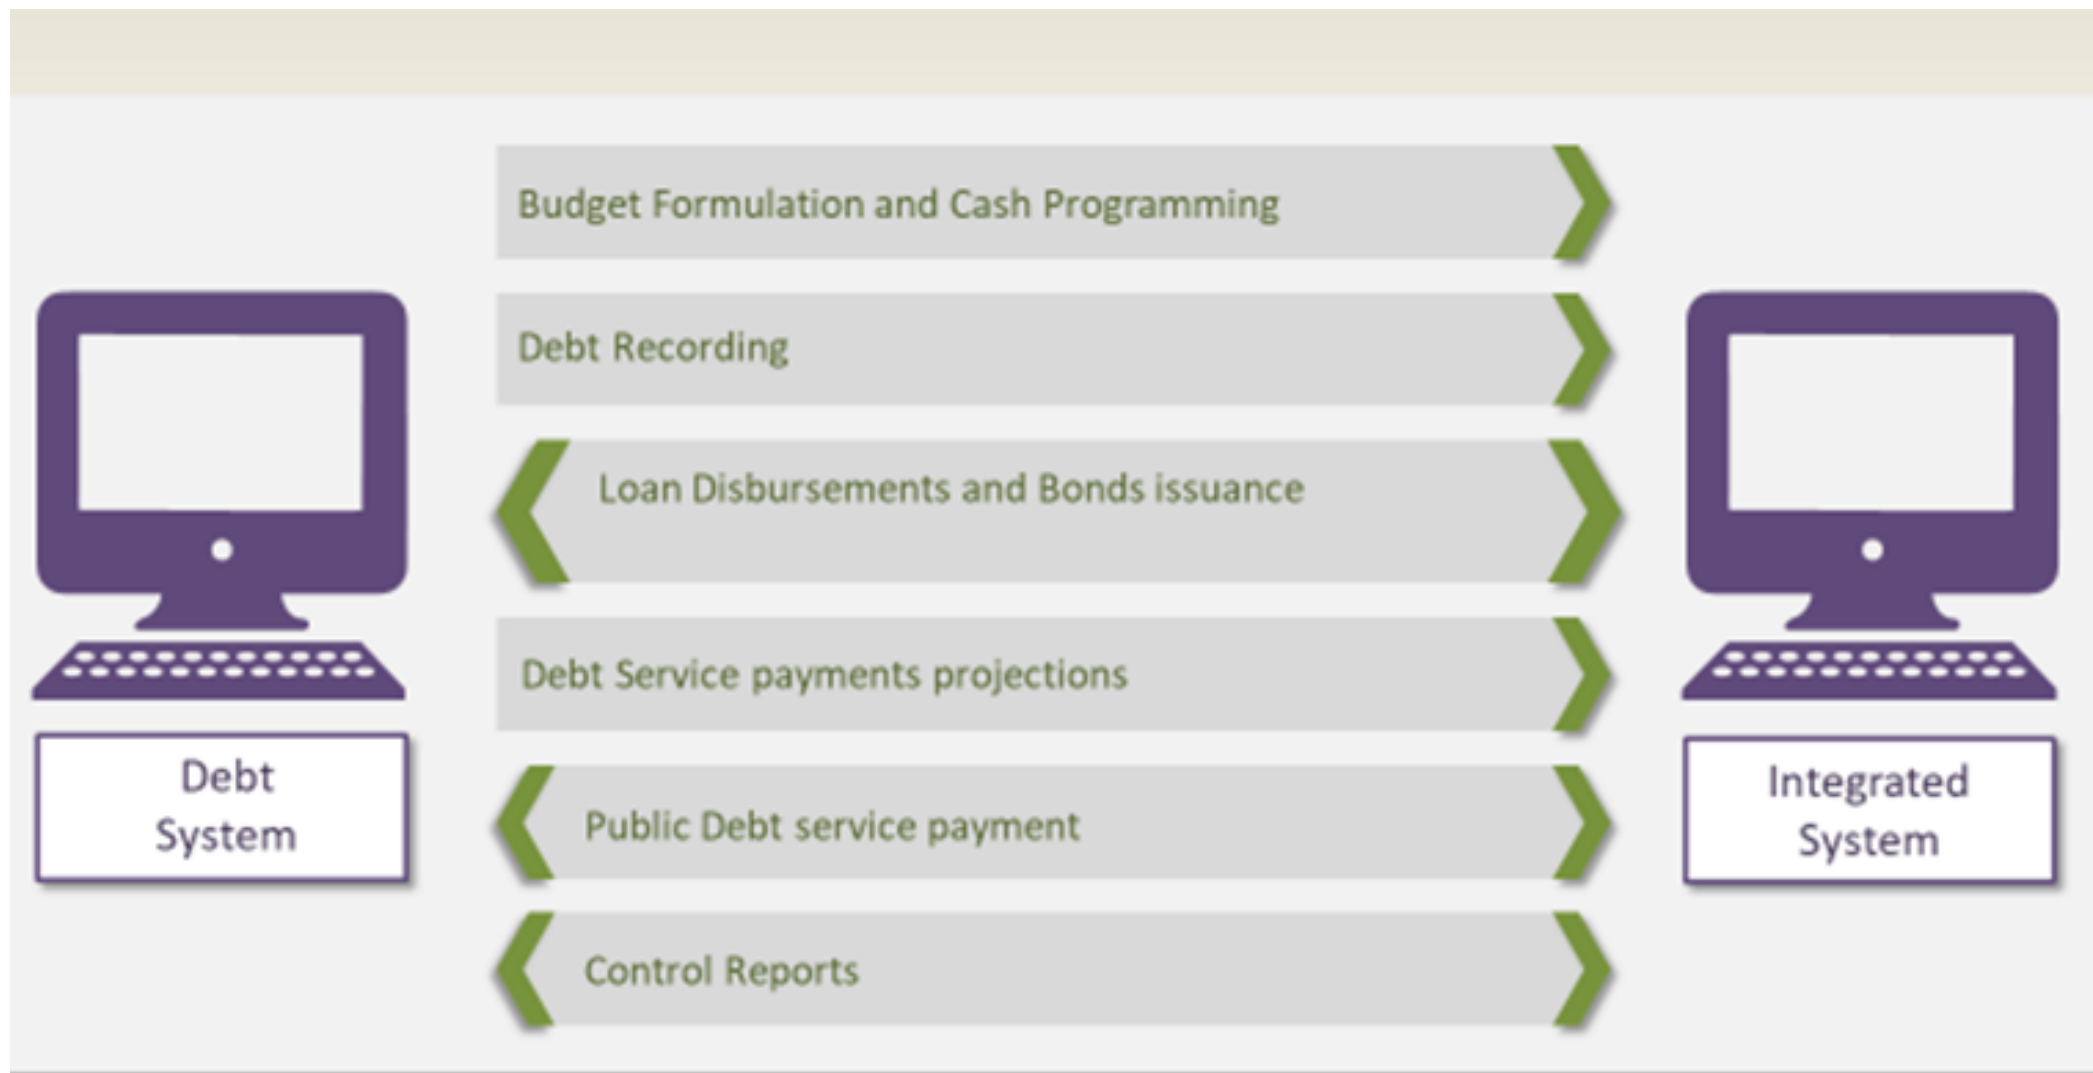 Budget Formulation and Cash Programming
Debt Recording
Loan Disbursements and Bonds issuance
Debt Service payments projections
Public Debt service payment
Control Reports
Debt
System
Integrated
System